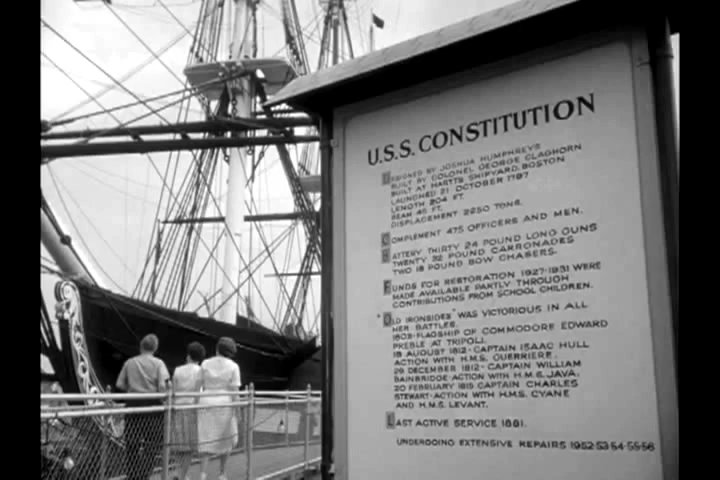 U.S.S. CONSTITUTION
DESIGNED BY JOSHUA HUMPHREYS
BUILT BY COLONEL GEORGE CLAGHORN
BUILT AT HARTTS SHIPYARD, BOSTON
LAUNCHED 21 OCTOBER 1797
LENGTH 204 FT.
BEAM 45 FT.
DISPLACEMENT 2250 TONS.
COMPLEMENT 475 OFFICERS AND MEN.
BATTERY THIRTY 24 POUND LONG GUNS
TWENTY 32 POUND CARRONADES
TWO 18 POUND BOW CHASERS.
FUNDS FOR RESTORATION 1927-1931 WERE
MADE AVAILABLE PARTLY THROUGH
CONTRIBUTIONS FROM SCHOOL CHILDREN.
"OLD IRONSIDES" WAS VICTORIOUS IN ALL
HER BATTLES.
1803-FLAGSHIP OF COMMODORE EDWARD
PREBLE AT TRIPOLI.
19 AUGUST 1812-CAPTAIN ISAAC HULL
ACTION WITH H.M.S. GUERRIERE.
29 DECEMBER 1812-CAPTAIN WILLIAM
BAINBRIDGE-ACTION WITH H.M.S. JAVA.
20 FEBRUARY 1815 CAPTAIN CHARLES
STEWART-ACTION WITH H.M.S. CYANE
AND H.M.S. LEVANT.
LAST ACTIVE SERVICE 1881.
UNDERGOING EXTENSIVE REPAIRS 1952-53-54-55-56